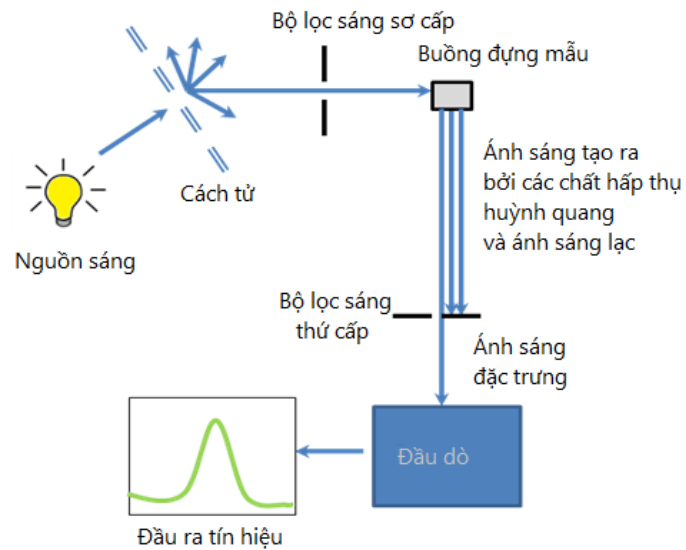 Bộ lọc sáng sơ cấp
Buồng đựng mẫu
Ánh sáng tạo ra
bởi các chất hấp thụ
huỳnh quang
và ánh sáng lạc
Cách tử
Nguồn sáng
Bộ lọc sáng
thứ cấp
Ánh sáng
đặc trưng
Đầu dò
Đầu ra tín hiệu